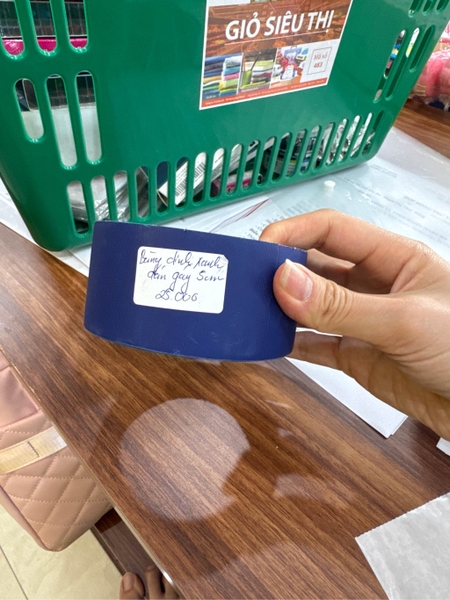 GIỎ SIÊU THỊ
Băng dính xanh
dán gáy 5cm
25.000